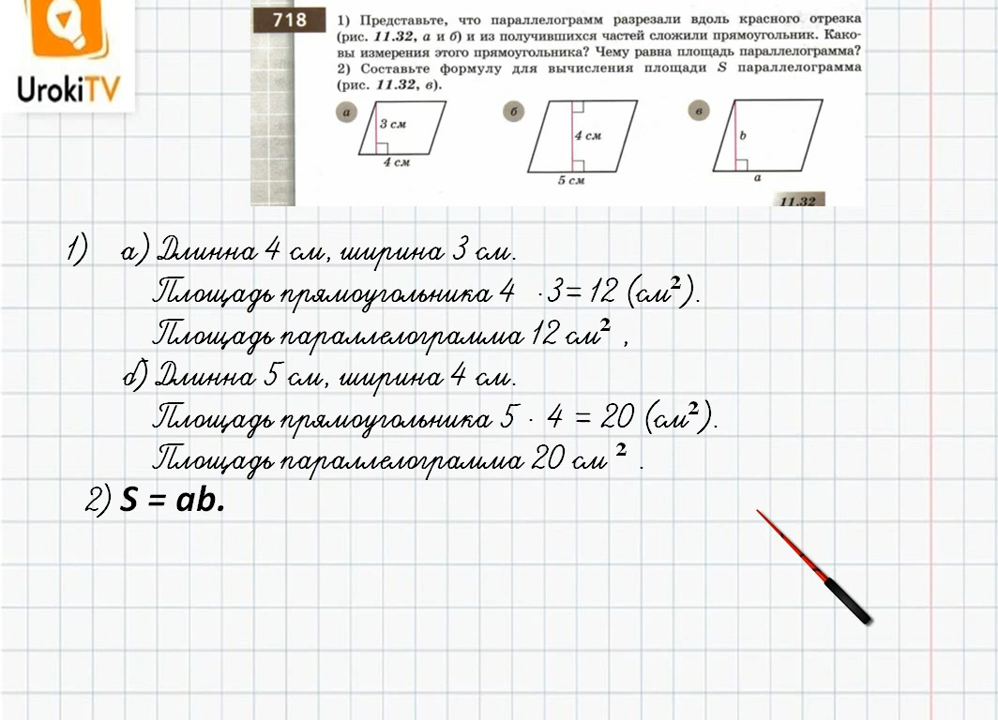 UrokiTV
718
1) Представьте, что параллелограмм разрезали вдоль красного отрезка
(рис. 11.32, а и б) и из получившихся частей сложили прямоугольник. Како-
вы измерения этого прямоугольника? Чему равна площадь параллелограмма?
2) Составьте формулу для вычисления площади S параллелограмма
(рис. 11.32, в).
а
3 см
4 см
б
4 см
5 см
в
b
a
11.32
1) а) Длинна 4 см, ширина 3 см.
Площадь прямоугольника 4 · 3 = 12 (см²).
Площадь параллелограмма 12 см² ,
б) Длинна 5 см, ширина 4 см.
Площадь прямоугольника 5 · 4 = 20 (см²).
Площадь параллелограмма 20 см ² .
2) S = ab.